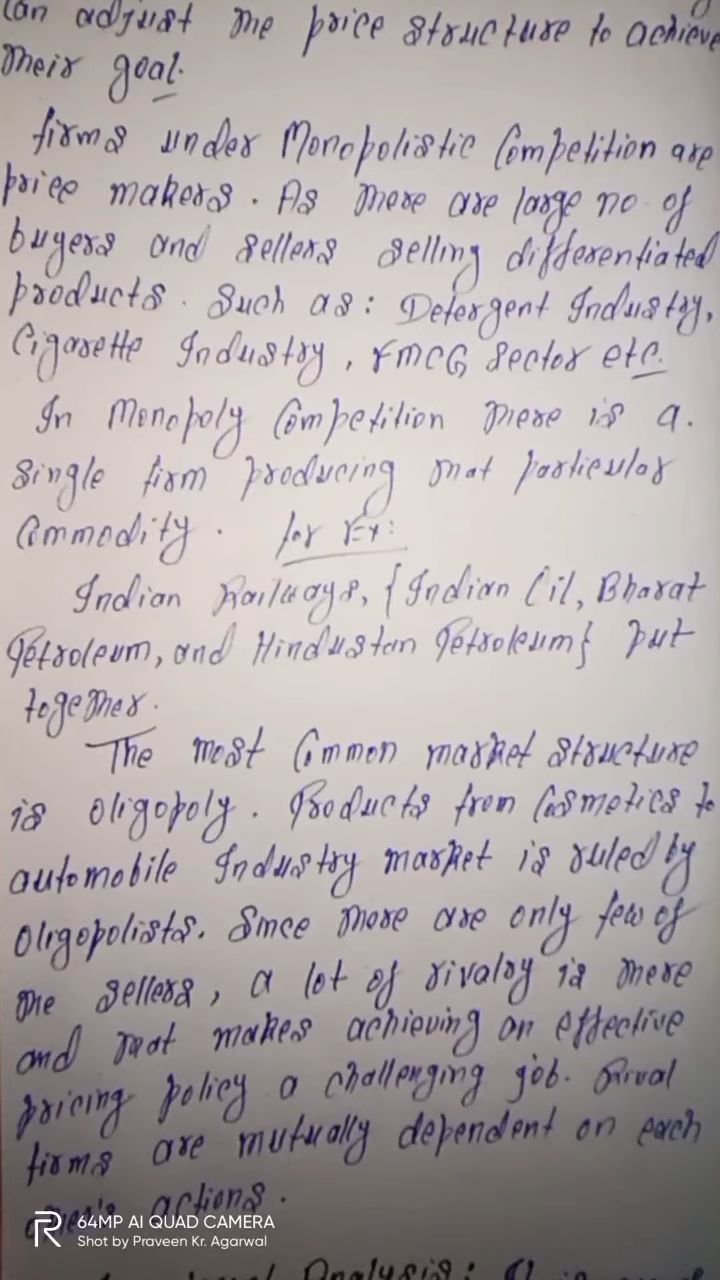 can adjust the price structure to achieve
their goal.
firms under Monopolistic Competition are
price makers. As there are large no. of
buyers and sellers selling differentiated
products. Such as: Detergent Industry,
Cigarette Industry, FMCG Sector etc.
In Monopoly Competition there is a.
single firm producing that particular
Commodity. for Ex:
Indian Railways, {Indian Oil, Bharat
Petroleum, and Hindustan Petroleum} put
together.
The most Common market structure
is oligopoly. Products from Cosmetics to
automobile Industry market is ruled by
Oligopolists. Since there are only few of
the sellers, a lot of rivalry is there
and that makes achieving an effective
pricing policy a challenging job. Rival
firms are mutually dependent on each
other's actions.
64MP AI QUAD CAMERA
Shot by Praveen Kr. Agarwal
Analysis: